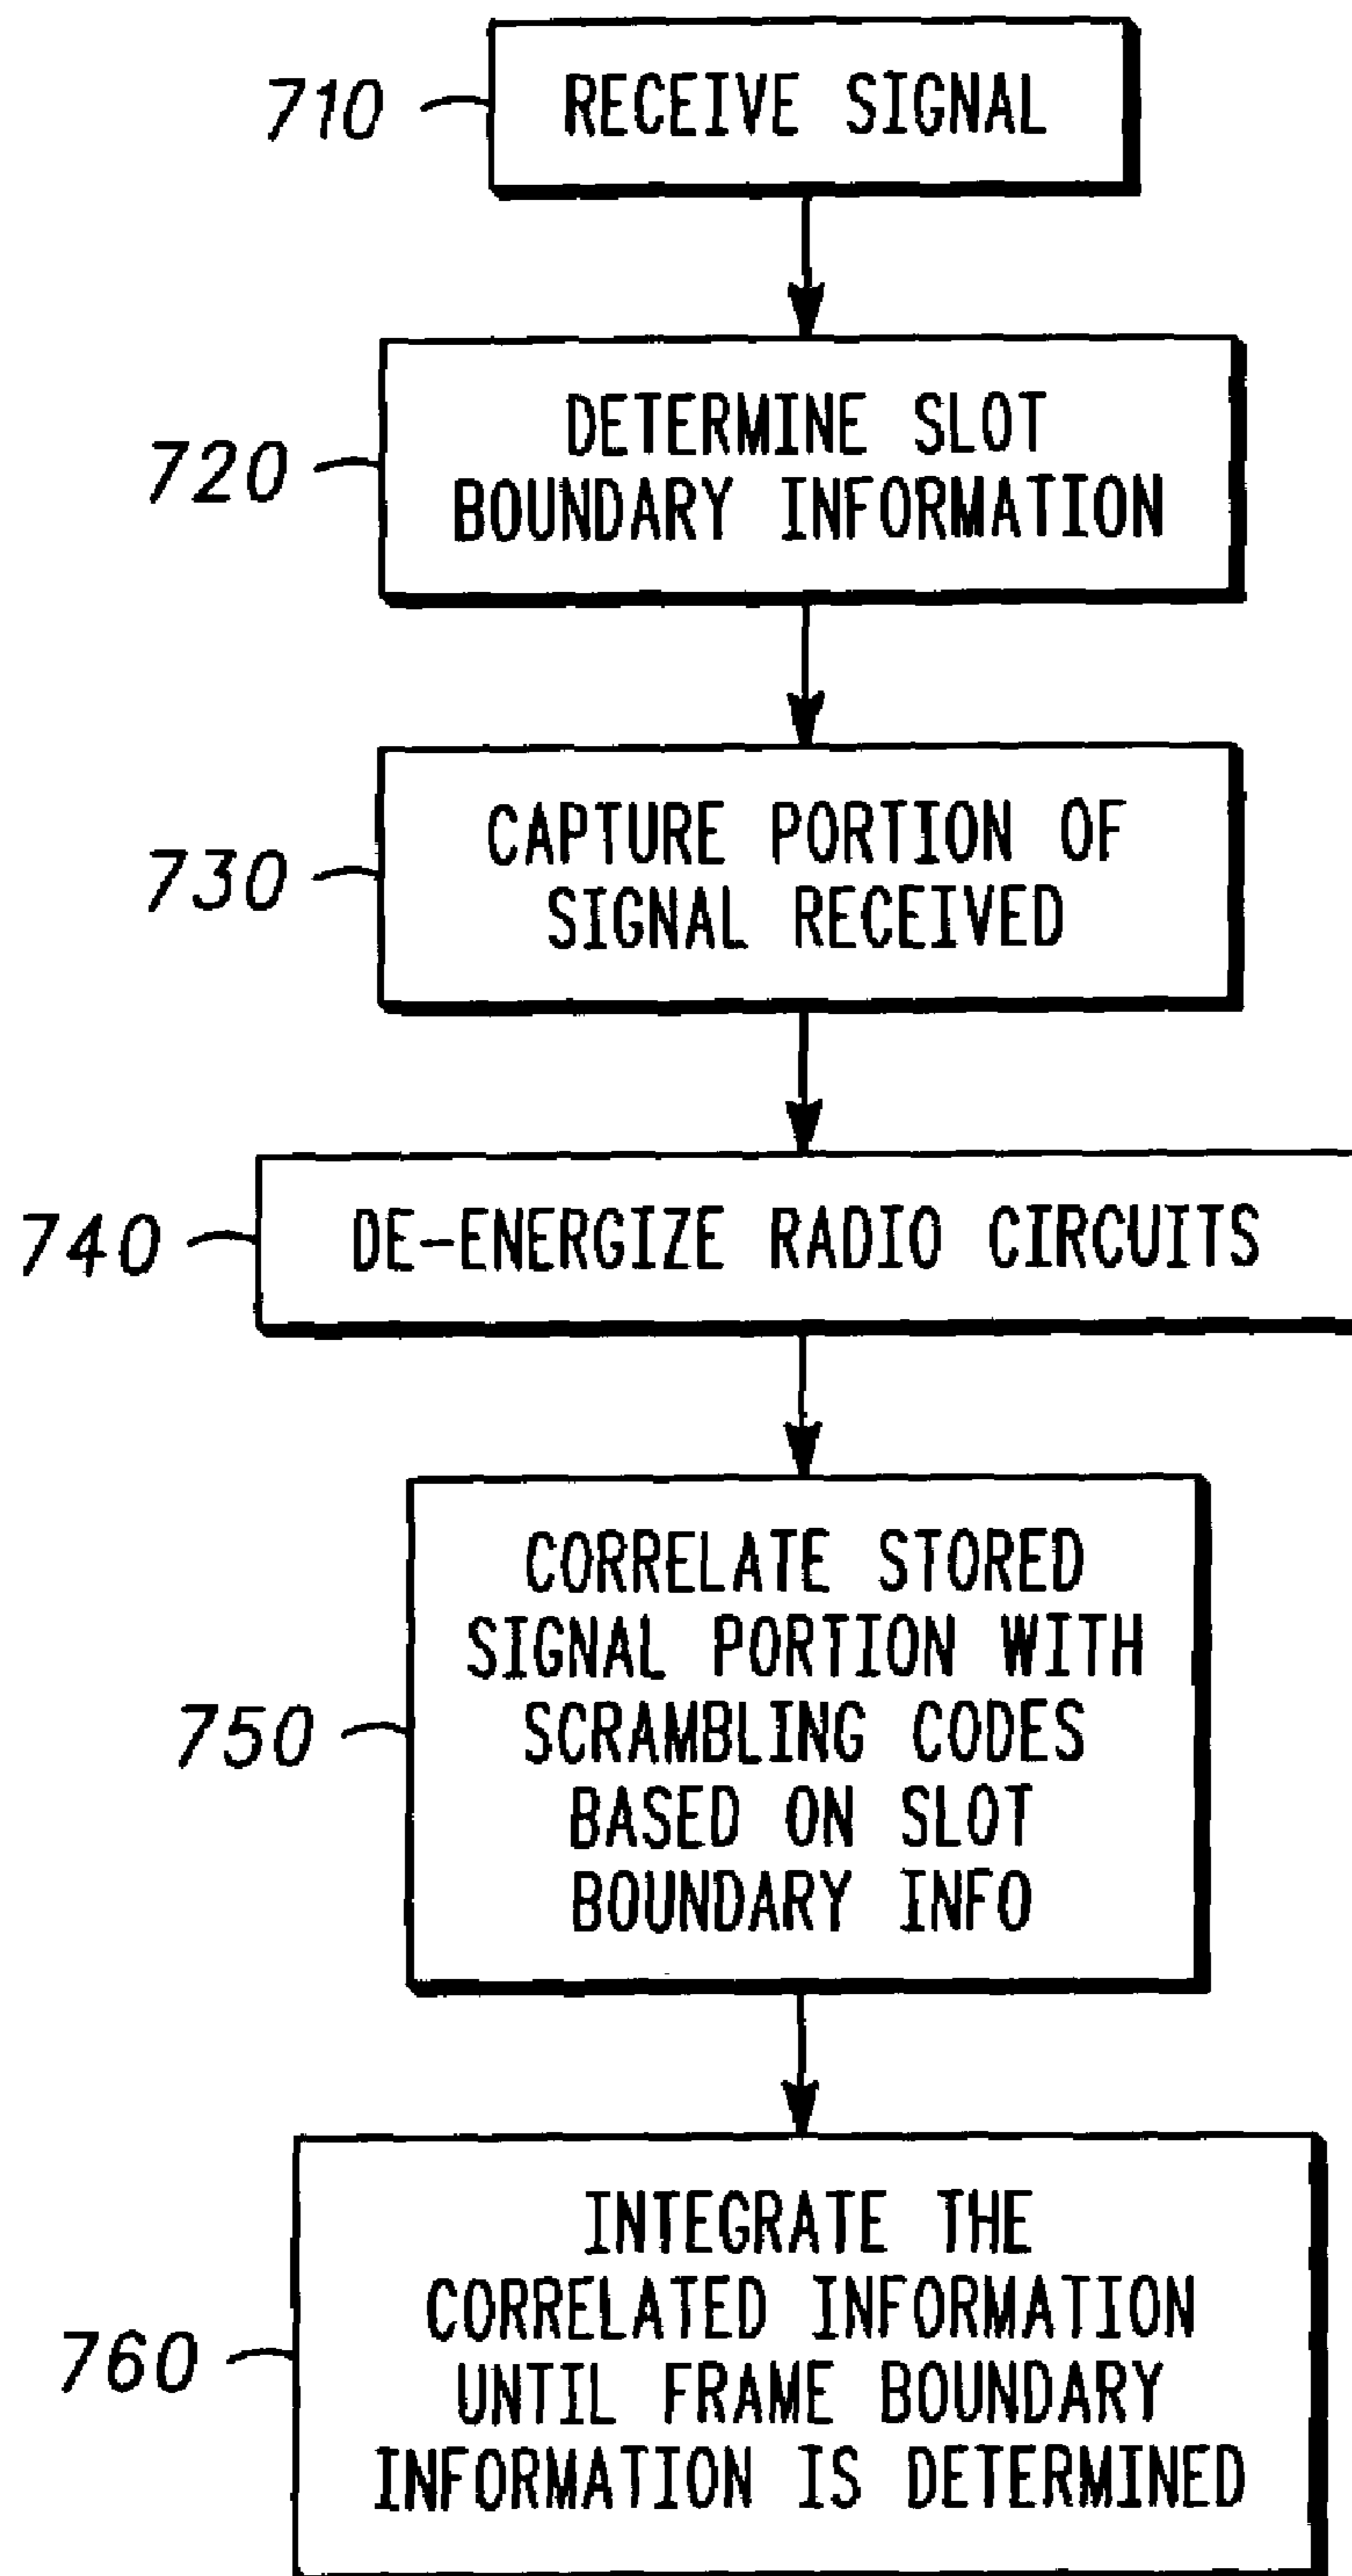 710
RECEIVE SIGNAL
720
DETERMINE SLOT
BOUNDARY INFORMATION
730
CAPTURE PORTION OF
SIGNAL RECEIVED
740
DE-ENERGIZE RADIO CIRCUITS
750
CORRELATE STORED
SIGNAL PORTION WITH
SCRAMBLING CODES
BASED ON SLOT
BOUNDARY INFO
760
INTEGRATE THE
CORRELATED INFORMATION
UNTIL FRAME BOUNDARY
INFORMATION IS DETERMINED